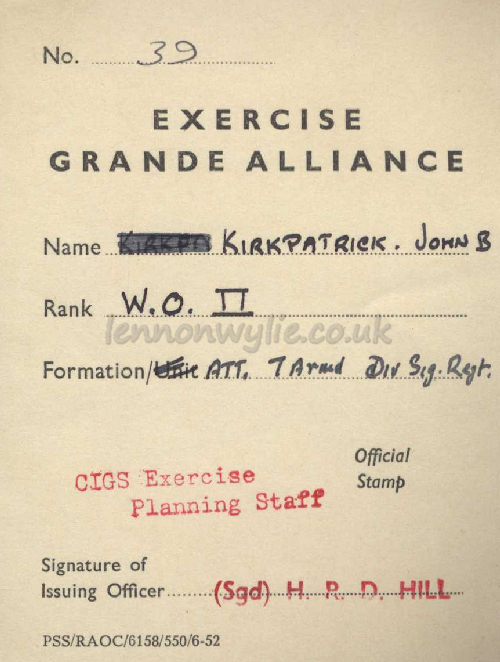 No. 39
EXERCISE
GRANDE ALLIANCE
Name KIRKPA KIRKPATRICK. JOHN B
Rank W.O. II
lennonwylie.co.uk
Formation/Unit ATT. 7 Armd Div Sig. Regt.
Official
CIGS Exercise
Stamp
Planning Staff
Signature of
Issuing Officer (Sgd) H. R. D. HILL
PSS/RAOC/6158/550/6-52